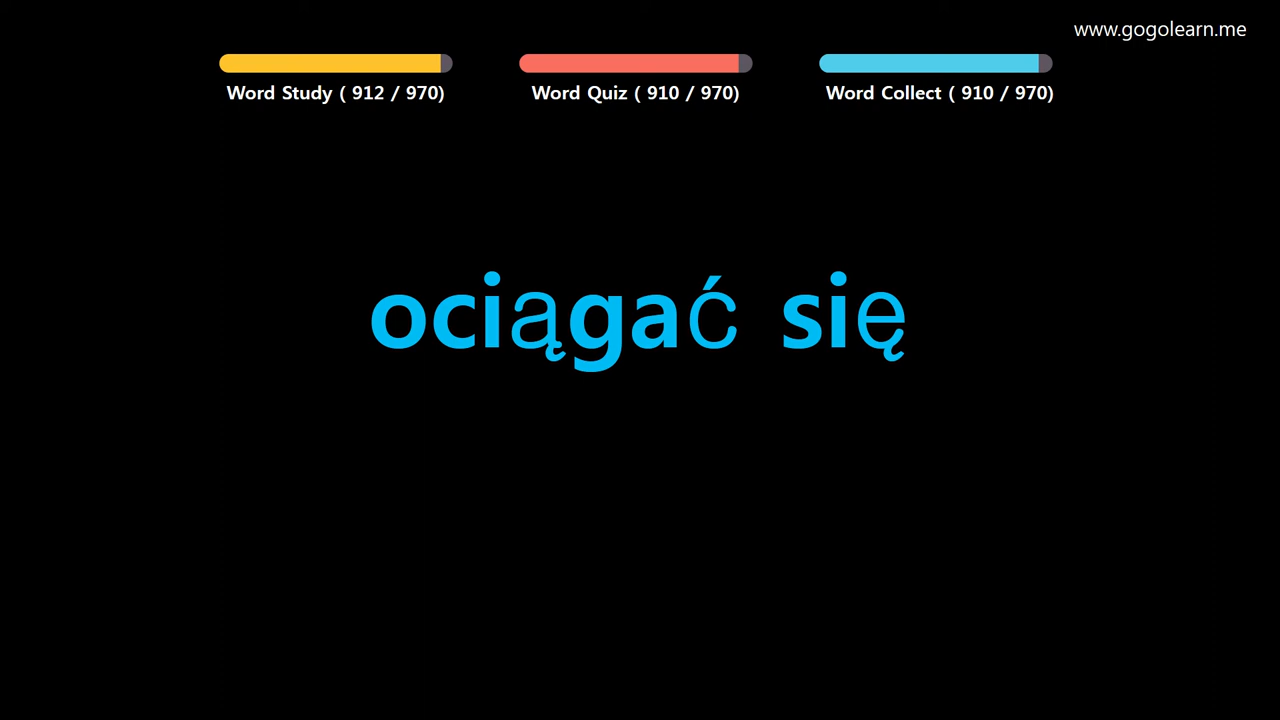 www.gogolearn.me
Word Study ( 912 / 970)
Word Quiz ( 910 / 970)
Word Collect ( 910 / 970)
ociągać się